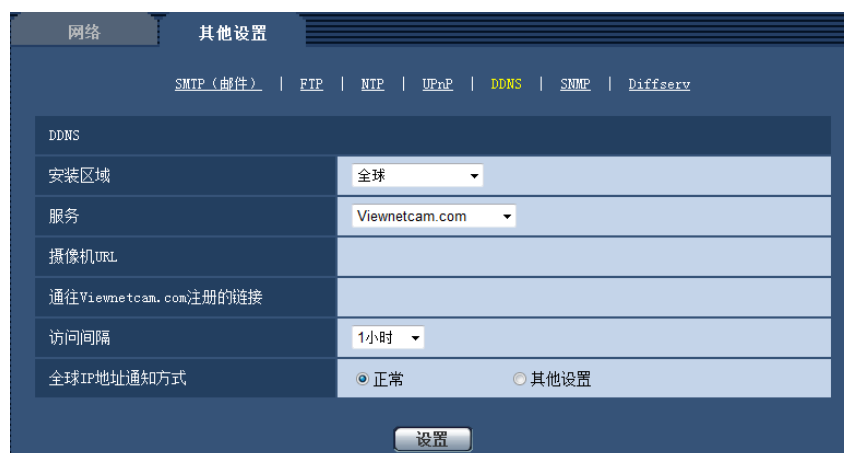 网络 其他设置
SMTP（邮件） | FTP | NTP | UPnP | DDNS | SNMP | Diffserv
DDNS
安装区域 全球
服务 Viewnetcam.com
摄像机URL
通往Viewnetcam.com注册的链接
访问间隔 1小时
全球IP地址通知方式 正常 其他设置
设置